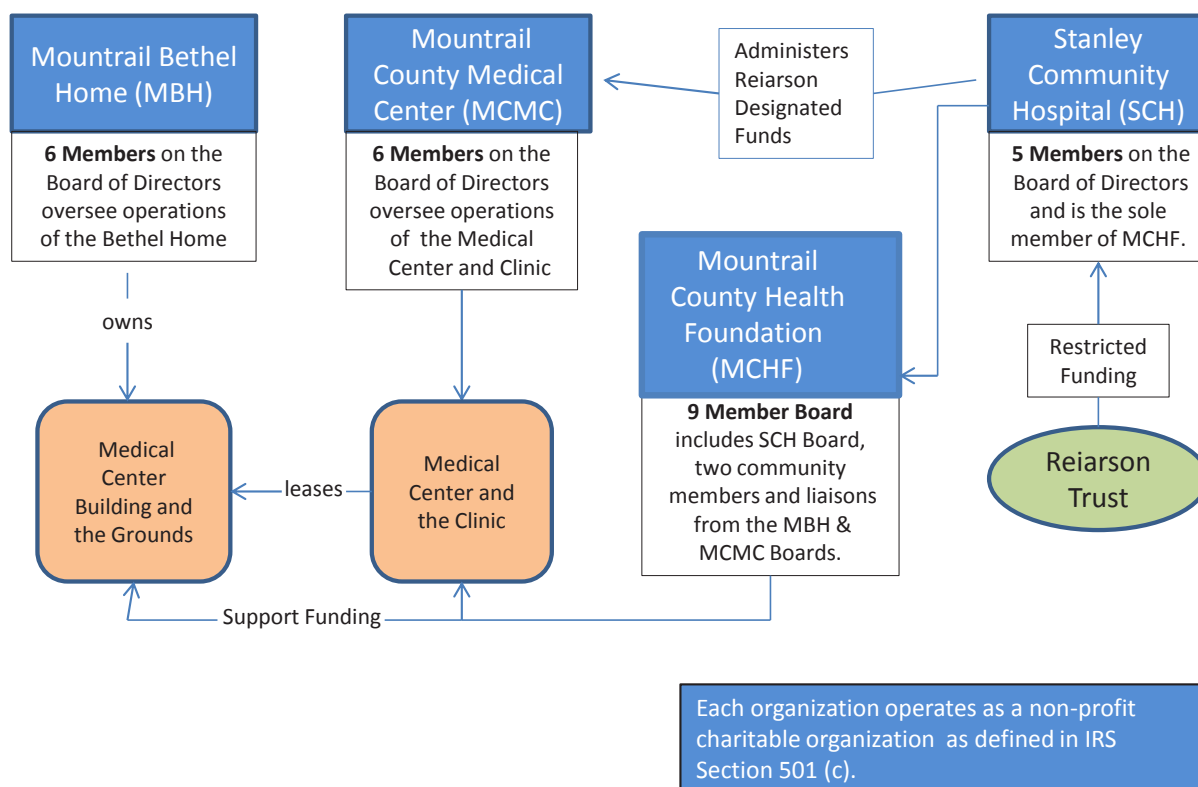 Mountrail Bethel
Home (MBH)
6 Members on the
Board of Directors
oversee operations
of the Bethel Home
owns
Medical
Center
Building and
the Grounds
Mountrail
County Medical
Center (MCMC)
6 Members on the
Board of Directors
oversee operations
of the Medical
Center and Clinic
leases
Medical
Center and
the Clinic
Support Funding
Administers
Reiarson
Designated
Funds
Mountrail
County Health
Foundation
(MCHF)
9 Member Board
includes SCH Board,
two community
members and liaisons
from the MBH &
MCMC Boards.
Stanley
Community
Hospital (SCH)
5 Members on the
Board of Directors
and is the sole
member of MCHF.
Restricted
Funding
Reiarson
Trust
Each organization operates as a non-profit
charitable organization as defined in IRS
Section 501 (c).